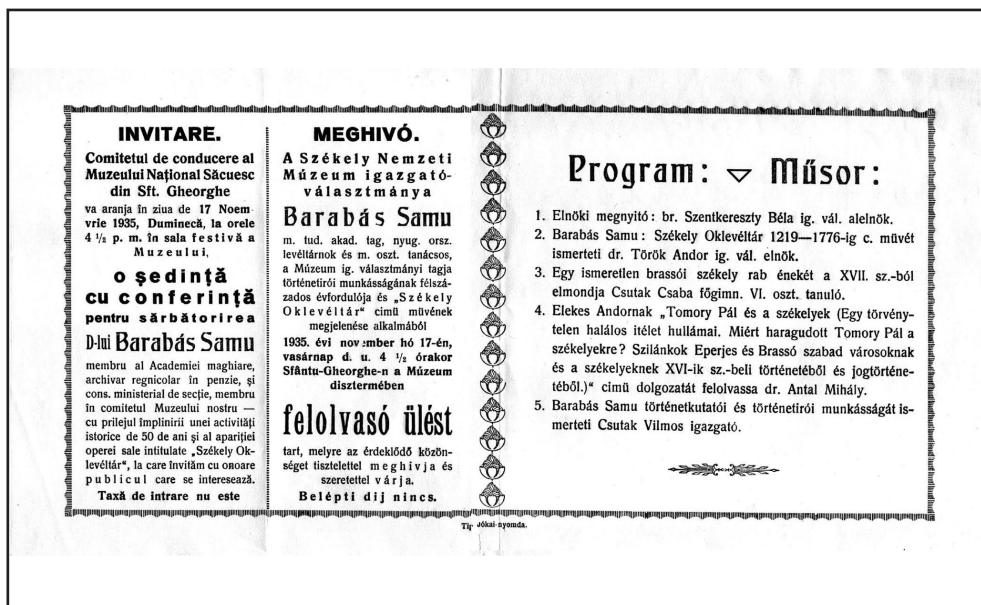 INVITARE.
Comitetul de conducere al
Muzeului Național Săcuesc
din Sft. Gheorghe
va aranja în ziua de 17 Noem-
vrie 1935, Duminecă, la orele
4 1/2 p. m. în sala festivă a
Muzeului,
o ședință
cu conferință
pentru sărbătorirea
D-lui Barabás Samu
membru al Academiei maghiare,
archivar regnicolar în penzie, și
cons. ministerial de secție, membru
în comitetul Muzeului nostru —
cu prilejul împlinirii unei activități
istorice de 50 de ani și al apariției
operei sale intitulate „Székely Ok-
levéltár“, la care învităm cu onoare
publicul care se interesează.
Taxă de intrare nu este
MEGHIVÓ.
A Székely Nemzeti
Múzeum igazgató-
választmánya
Barabás Samu
m. tud. akad. tag, nyug. orsz.
levéltárnok és m. oszt. tanácsos,
a Múzeum ig. választmányi tagja
történetirói munkásságának félszá-
zados évfordulója és „Székely
Oklevéltár“ cimü művének
megjelenése alkalmából
1935. évi november hó 17-én,
vasárnap d. u. 4 1/2 órakor
Sfântu-Gheorghe-n a Múzeum
disztermében
felolvasó ülést
tart, melyre az érdeklődő közön-
séget tisztelettel meghivja és
szeretettel várja.
Belépti dij nincs.
Program: Műsor:
1. Elnöki megnyitó: br. Szentkereszty Béla ig. vál. alelnök.
2. Barabás Samu: Székely Oklevéltár 1219—1776-ig c.művét
ismerteti dr. Török Andor ig. vál. elnök.
3. Egy ismeretlen brassói székely rab énekét a XVII. sz.-ból
elmondja Csutak Csaba főgimn. VI. oszt. tanuló.
4. Elekes Andornak „Tomory Pál és a székelyek (Egy törvény-
telen halálos itélet hullámai. Miért haragudott Tomory Pál a
székelyekre? Szilánkok Eperjes és Brassó szabad városoknak
és a székelyeknek XVI-ik sz.-beli történetéből és jogtörténe-
téből.)“ cimü dolgozatát felolvassa dr. Antal Mihály.
5. Barabás Samu történetkutatói és történetirói munkásságát is-
merteti Csutak Vilmos igazgató.
Tip Jókai-nyomda.